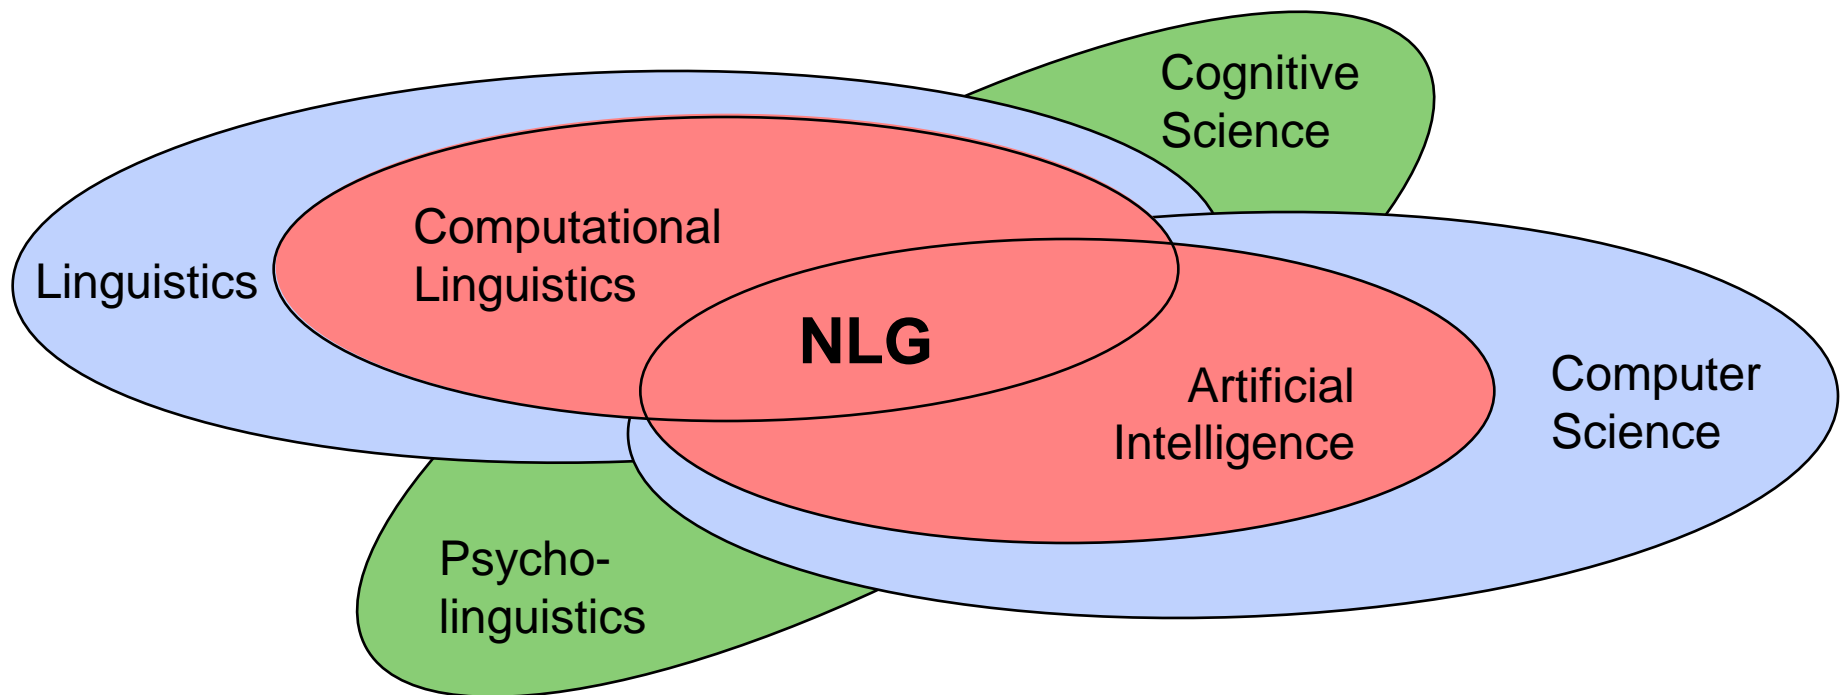 Cognitive
Science
Computational
Linguistics
Linguistics
NLG
Artificial
Intelligence
Computer
Science
Psycho-
linguistics